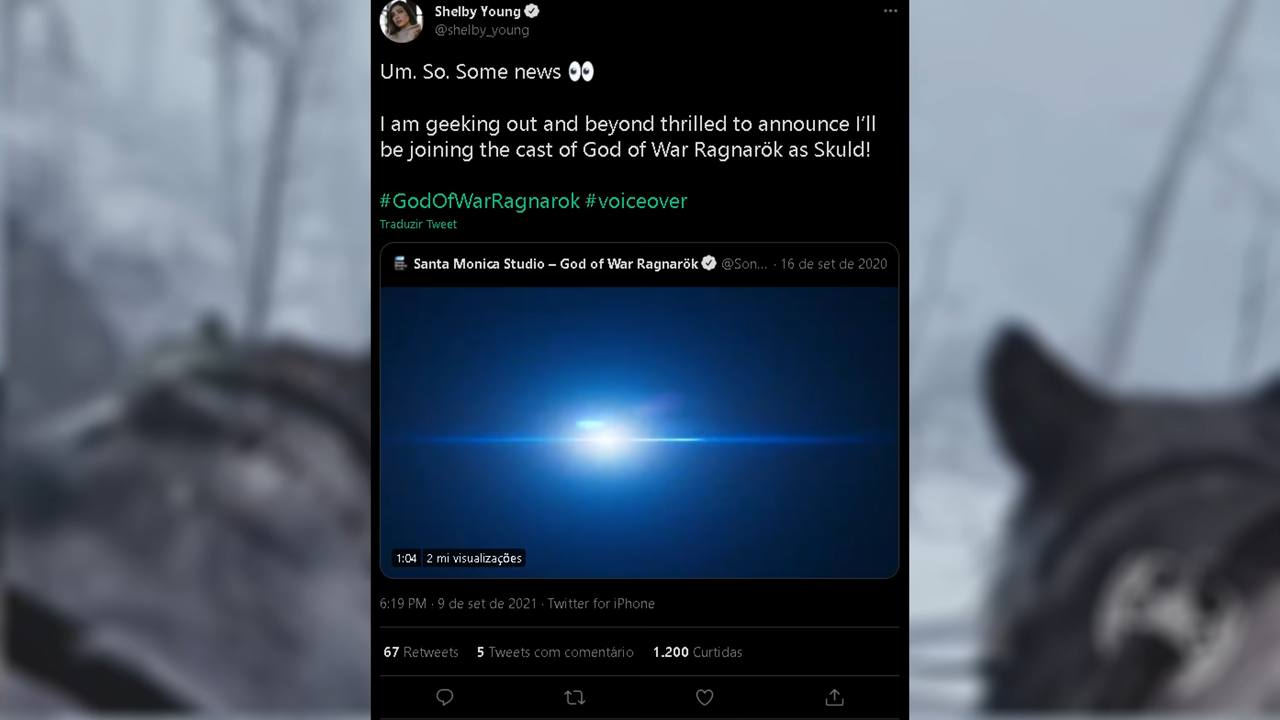 Shelby Young
@shelby_young
Um. So. Some news 👀
I am geeking out and beyond thrilled to announce I'll
be joining the cast of God of War Ragnarök as Skuld!
#GodOfWarRagnarok #voiceover
Traduzir Tweet
Santa Monica Studio – God of War Ragnarök @Son... · 16 de set de 2020
1:04 2 mi visualizações
6:19 PM · 9 de set de 2021 · Twitter for iPhone
67 Retweets 5 Tweets com comentário 1.200 Curtidas